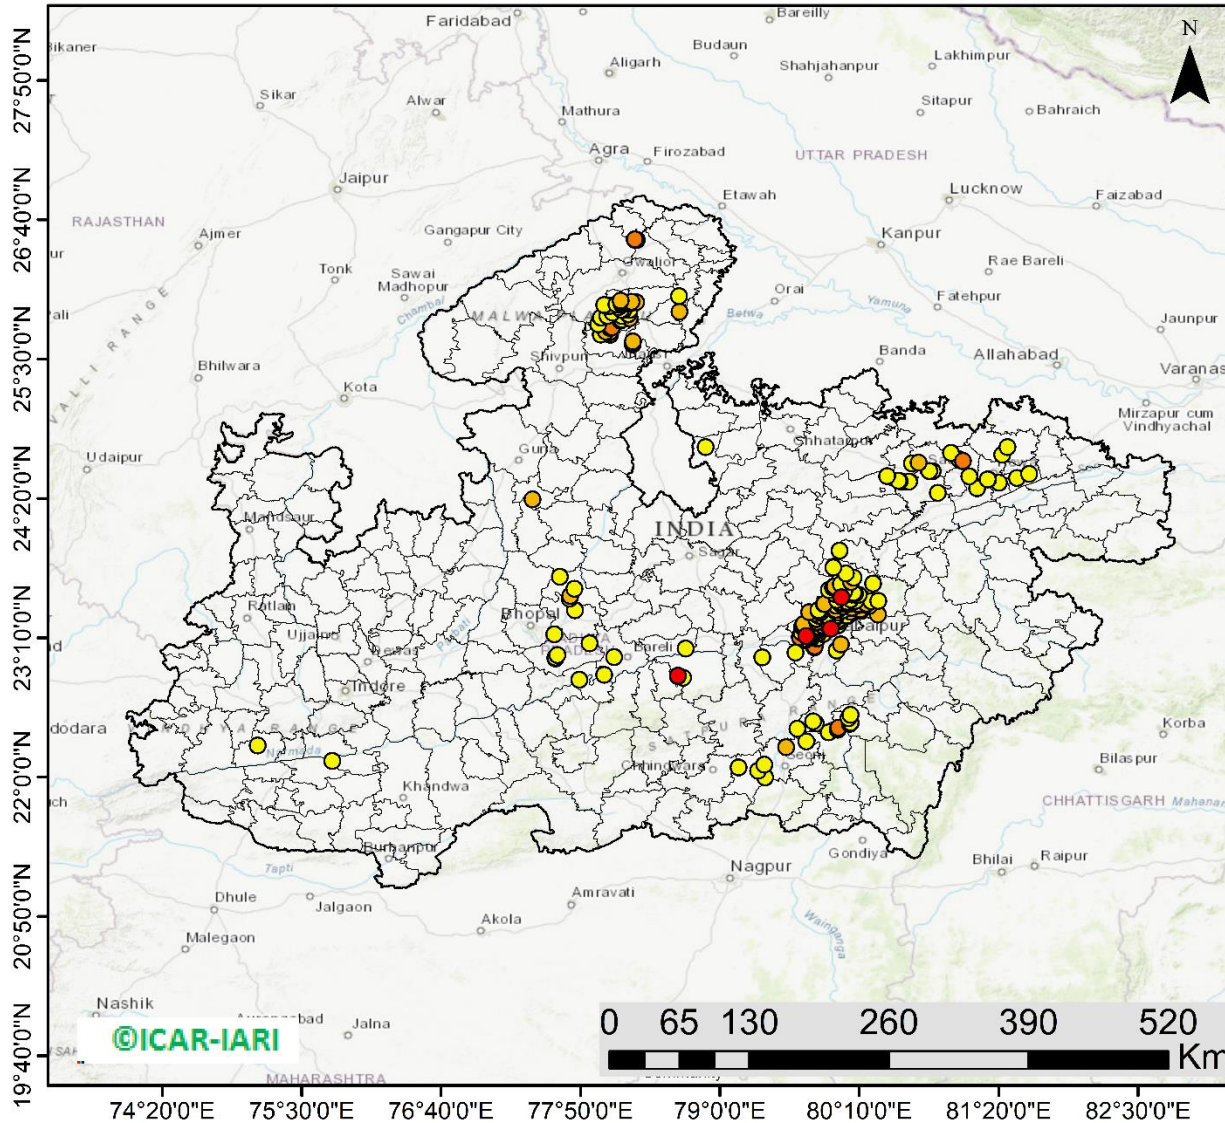 Faridabad
Bareilly
N
27°50'0"N
Bikaner
Budaun
Lakhimpur
Aligarh
Shahjahanpur
Sikar
Alwar
Sitapur
Bahraich
Mathura
Agra
Firozabad
UTTAR PRADESH
Jaipur
Lucknow
Etawah
Faizabad
26°40'0"N
RAJASTHAN
Ajmer
Gangapur City
Kanpur
Gwalior
Rae Bareli
Tonk
Sawai
Madhopur
Orai
Fatehpur
Chambal
Yamuna
Betwa
Jaunpur
Shivpuri
Banda
Allahabad
25°30'0"N
Bhilwara
Kota
Mirzapur cum
Vindhyachal
Guna
Udaipur
24°20'0"N
Mandsaur
INDIA
Sagar
Ratlam
Bhopal
Parbati
23°10'0"N
Bareli
Indore
SATPURA RANGE
Korba
Narmada
Chhindwara
Seoni
22°0'0"N
Khandwa
Bilaspur
CHHATTISGARH
Burhanpur
Gondiya
Tapti
Nagpur
Bhilai
Raipur
Dhule
Amravati
20°50'0"N
Jalgaon
Akola
Malegaon
Wainganga
Nashik
Jalna
0 65 130 260 390 520
Km
©ICAR-IARI
19°40'0"N
MAHARASHTRA
74°20'0"E 75°30'0"E 76°40'0"E 77°50'0"E 79°0'0"E 80°10'0"E 81°20'0"E 82°30'0"E